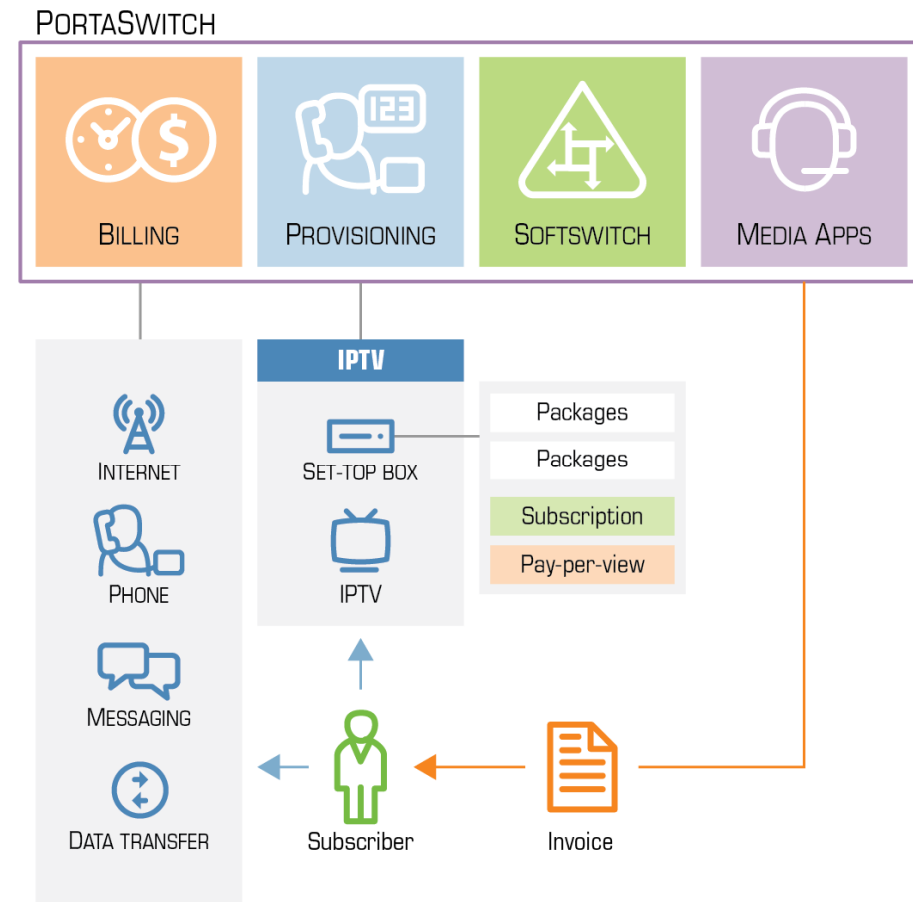 PORTASWITCH
123
$
BILLING
PROVISIONING
SOFTSWITCH
MEDIA APPS
IPTV
INTERNET
PHONE
MESSAGING
DATA TRANSFER
SET-TOP BOX
IPTV
Packages
Packages
Subscription
Pay-per-view
Subscriber
Invoice